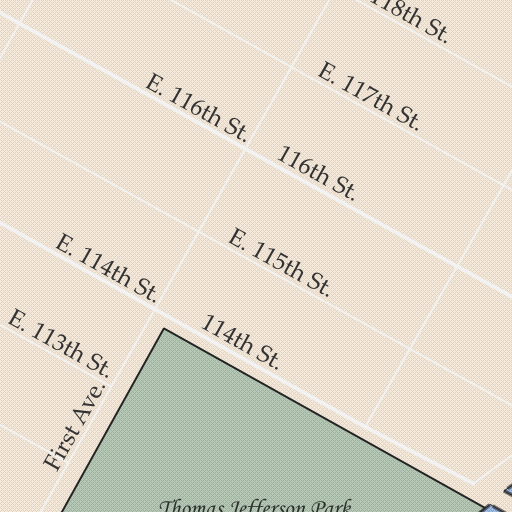 118th St.
E. 117th St.
E. 116th St.
116th St.
E. 115th St.
E. 114th St.
114th St.
E. 113th St.
First Ave.
Thomas Jefferson Park